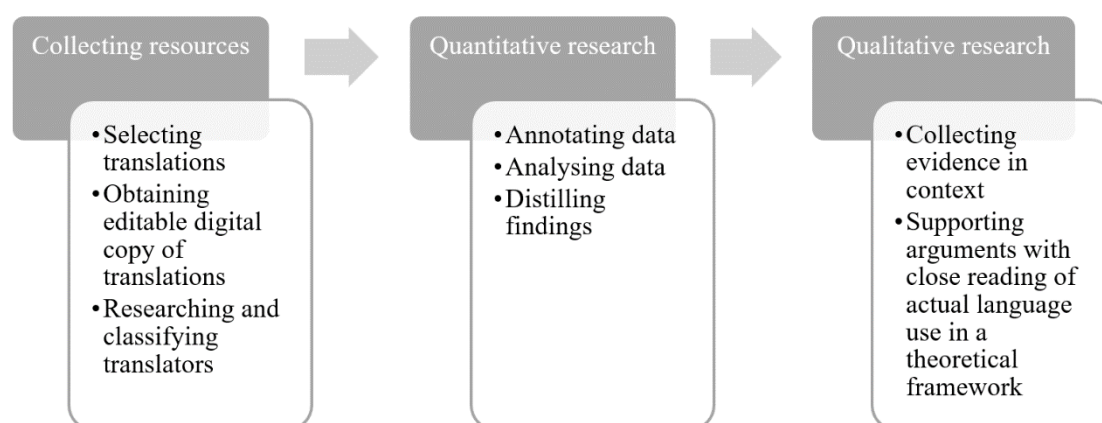 Collecting resources
•Selecting
translations
•Obtaining
editable digital
copy of
translations
•Researching and
classifying
translators
Quantitative research
•Annotating data
•Analysing data
•Distilling
findings
Qualitative research
•Collecting
evidence in
context
•Supporting
arguments with
close reading of
actual language
use in a
theoretical
framework